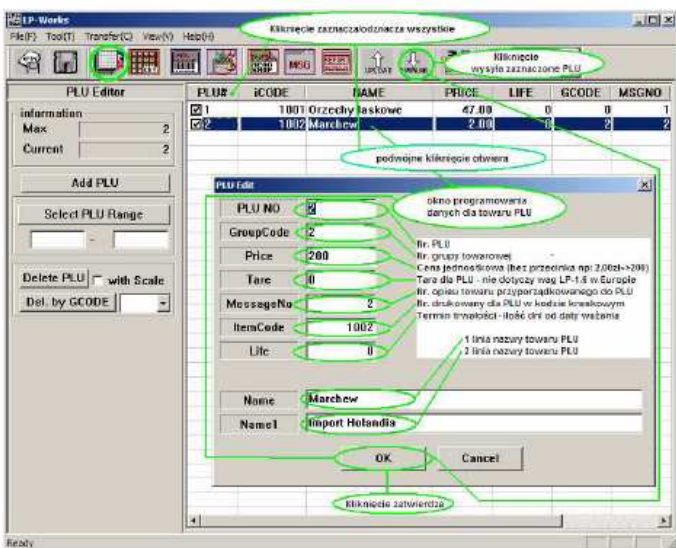 LP-Works
File(F) Tool(T) Transfer(C) View(V) Help(H)
Kliknięcie zaznacza/odznacza wszystkie
MSG
UPLOAD
Kliknięcie
wysyła zaznaczone PLU
PLU Editor
PLU# iCODE NAME PRICE LIFE GCODE MSGNO
1 1001 Orzechy laskowe 47.00 0 0 1
2 1002 Marchew 2.00 0 2 2
information
Max 2
Current 2
Add PLU
Select PLU Range
-
Delete PLU with Scale
Del. by GCODE
podwójne kliknięcie otwiera
okno programowania
danych dla towaru PLU
PLU Edit
PLU NO 2
GroupCode 2
Price 200
Tare 0
MessageNo 2
ItemCode 1002
Life 0
Nr. PLU
Nr. grupy towarowej -
Cena jednostkowa (bez przecinka np: 2,00zł->200)
Tara dla PLU - nie dotyczy wag LP-1.6 w Europie
Nr. opisu towaru przyporządkowanego do PLU
Nr. drukowany dla PLU w kodzie kreskowym
Termin trwałości - ilość dni od daty ważenia
1 linia nazwy towaru PLU
2 linia nazwy towaru PLU
Name Marchew
Name1 Import Holandia
OK Cancel
Kliknięcie zatwierdza
Ready